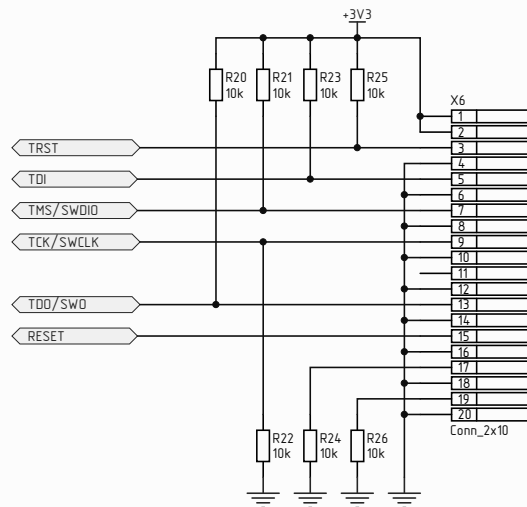 +3V3
R20 R21 R23 R25
10k 10k 10k 10k
X6
1
2
TRST 3
4
TDI 5
6
TMS/SWDIO 7
8
TCK/SWCLK 9
10
11
12
TDO/SWO 13
14
RESET 15
16
17
18
19
20
Conn_2x10
R22 R24 R26
10k 10k 10k